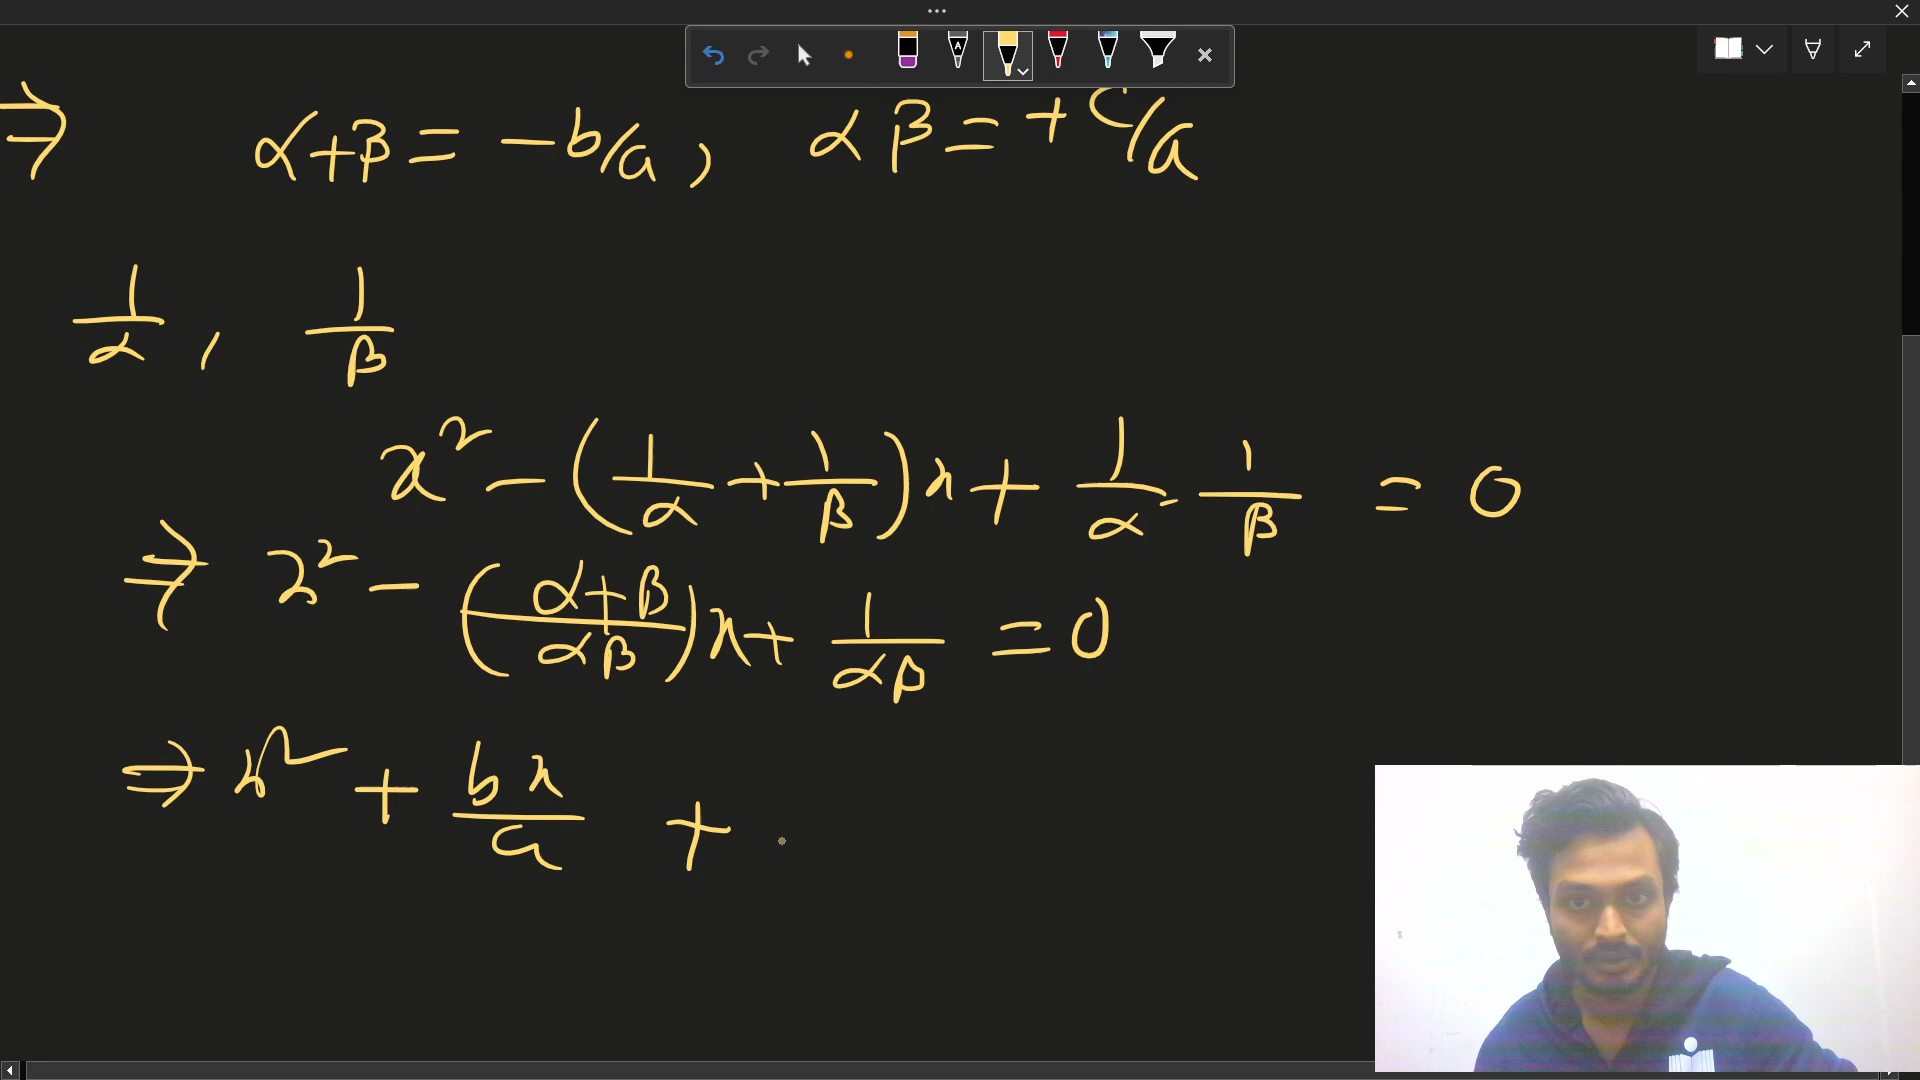 ⇒ α+β = -b/a, αβ = +c/a
1/α, 1/β
x² - (1/α + 1/β)x + 1/α · 1/β = 0
⇒ x² - (α+β/αβ)x + 1/αβ = 0
⇒ x² + bx/a +